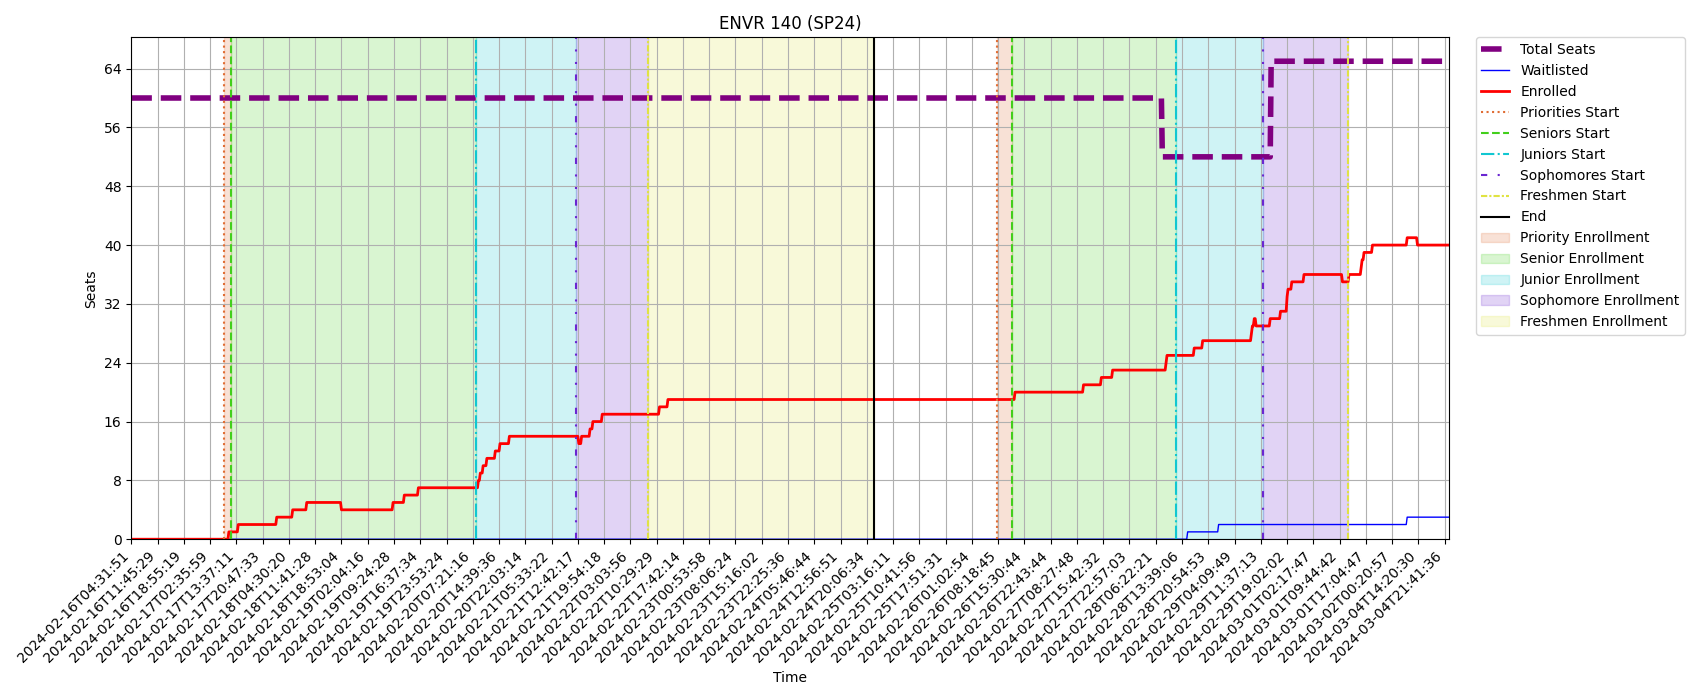 ENVR 140 (SP24)
Seats
64
56
48
40
32
24
16
8
0
2024-02-16T04:31:51
2024-02-16T11:45:29
2024-02-16T18:55:19
2024-02-17T02:35:59
2024-02-17T13:37:11
2024-02-17T20:47:33
2024-02-18T04:30:20
2024-02-18T11:41:28
2024-02-18T18:53:04
2024-02-19T02:04:16
2024-02-19T09:24:28
2024-02-19T16:37:34
2024-02-19T23:53:24
2024-02-20T07:21:16
2024-02-20T14:39:36
2024-02-20T22:03:14
2024-02-21T05:33:22
2024-02-21T12:42:17
2024-02-21T19:54:18
2024-02-22T03:03:56
2024-02-22T10:29:29
2024-02-22T17:42:14
2024-02-23T00:53:58
2024-02-23T08:06:24
2024-02-23T15:16:02
2024-02-23T22:25:36
2024-02-24T05:46:44
2024-02-24T12:56:51
2024-02-24T20:06:34
2024-02-25T03:16:11
2024-02-25T10:41:56
2024-02-25T17:51:31
2024-02-26T01:02:54
2024-02-26T08:18:45
2024-02-26T15:30:44
2024-02-26T22:43:44
2024-02-27T08:27:48
2024-02-27T15:42:32
2024-02-27T22:57:03
2024-02-28T06:22:21
2024-02-28T13:39:06
2024-02-28T20:54:53
2024-02-29T04:09:49
2024-02-29T11:37:13
2024-02-29T19:02:02
2024-03-01T02:17:47
2024-03-01T09:44:42
2024-03-01T17:04:47
2024-03-02T00:20:57
2024-03-04T14:20:30
2024-03-04T21:41:36
Time
Total Seats
Waitlisted
Enrolled
Priorities Start
Seniors Start
Juniors Start
Sophomores Start
Freshmen Start
End
Priority Enrollment
Senior Enrollment
Junior Enrollment
Sophomore Enrollment
Freshmen Enrollment